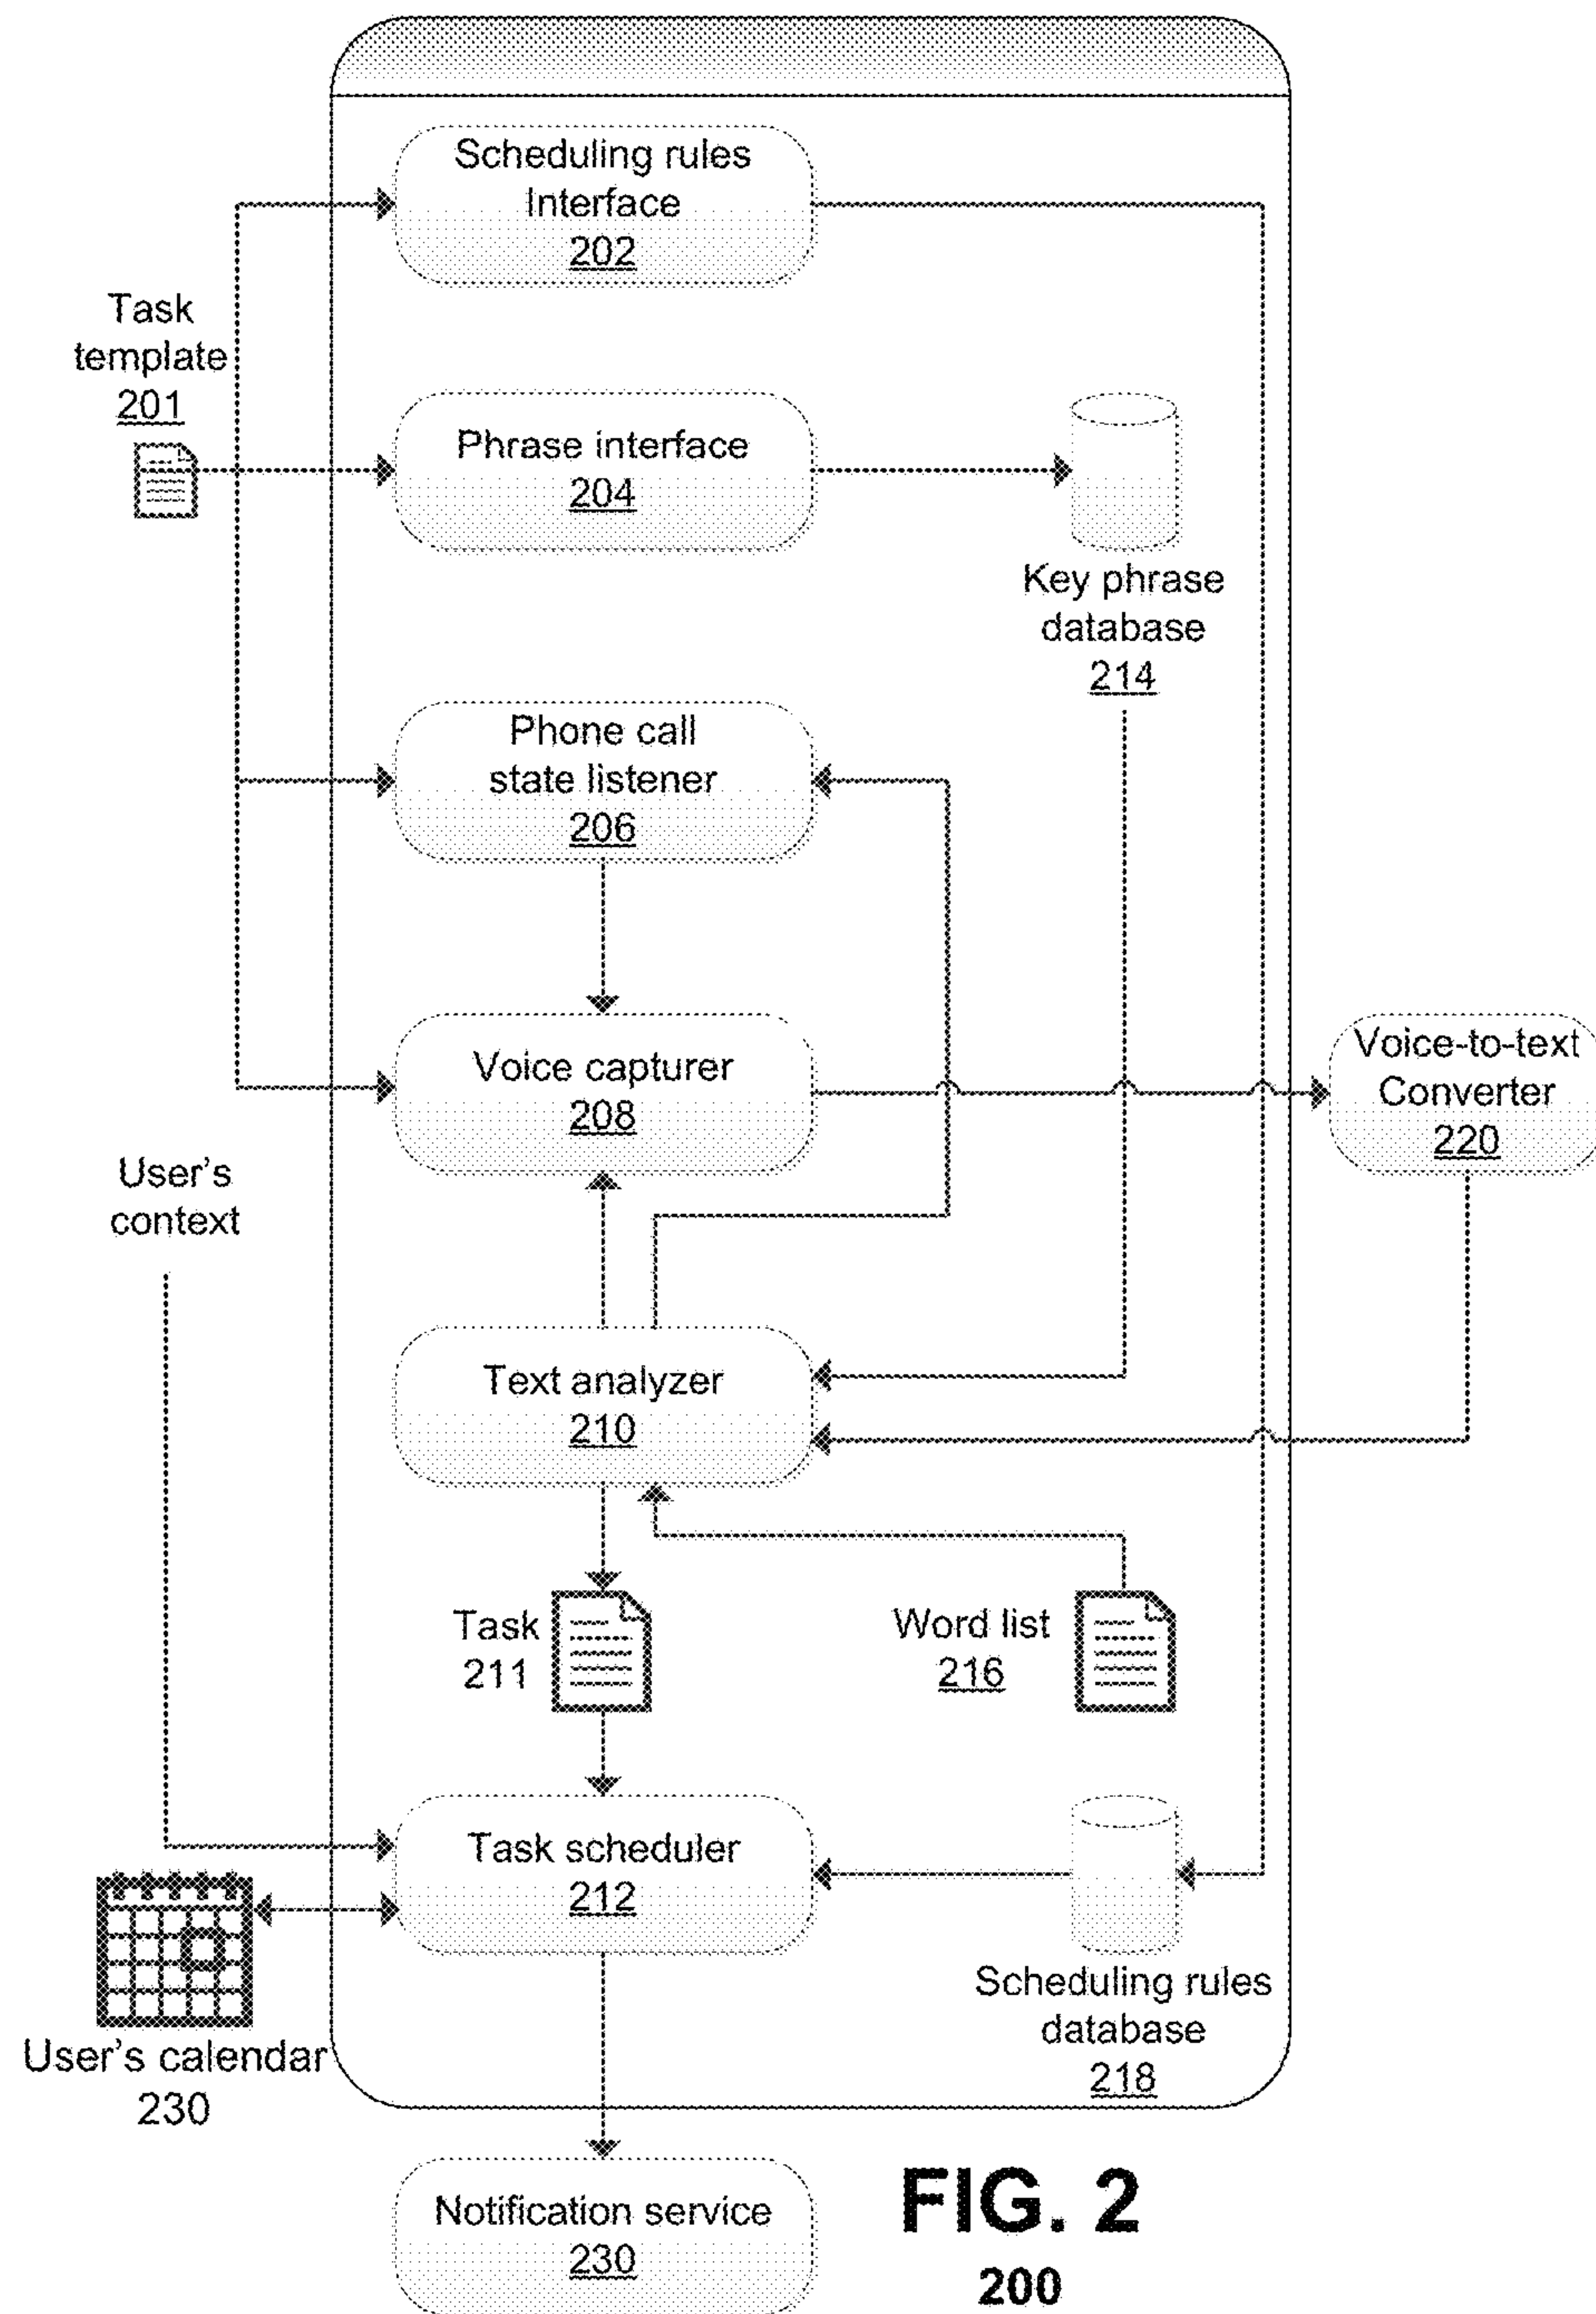 Scheduling rules
Interface
202
Task
template
201
Phrase interface
204
Key phrase
database
214
Phone call
state listener
206
Voice capturer
208
Voice-to-text
Converter
220
User's
context
Text analyzer
210
Task
211
Word list
216
Task scheduler
212
Scheduling rules
database
218
User's calendar
230
Notification service
230
FIG. 2
200